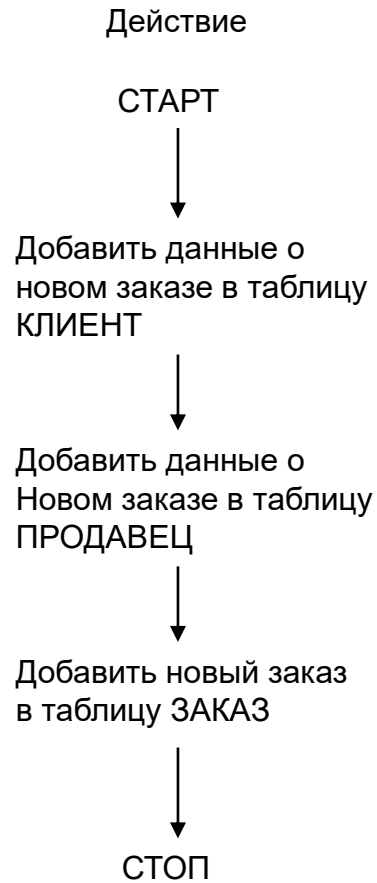 Действие
СТАРТ
Добавить данные о
новом заказе в таблицу
КЛИЕНТ
Добавить данные о
Новом заказе в таблицу
ПРОДАВЕЦ
Добавить новый заказ
в таблицу ЗАКАЗ
СТОП